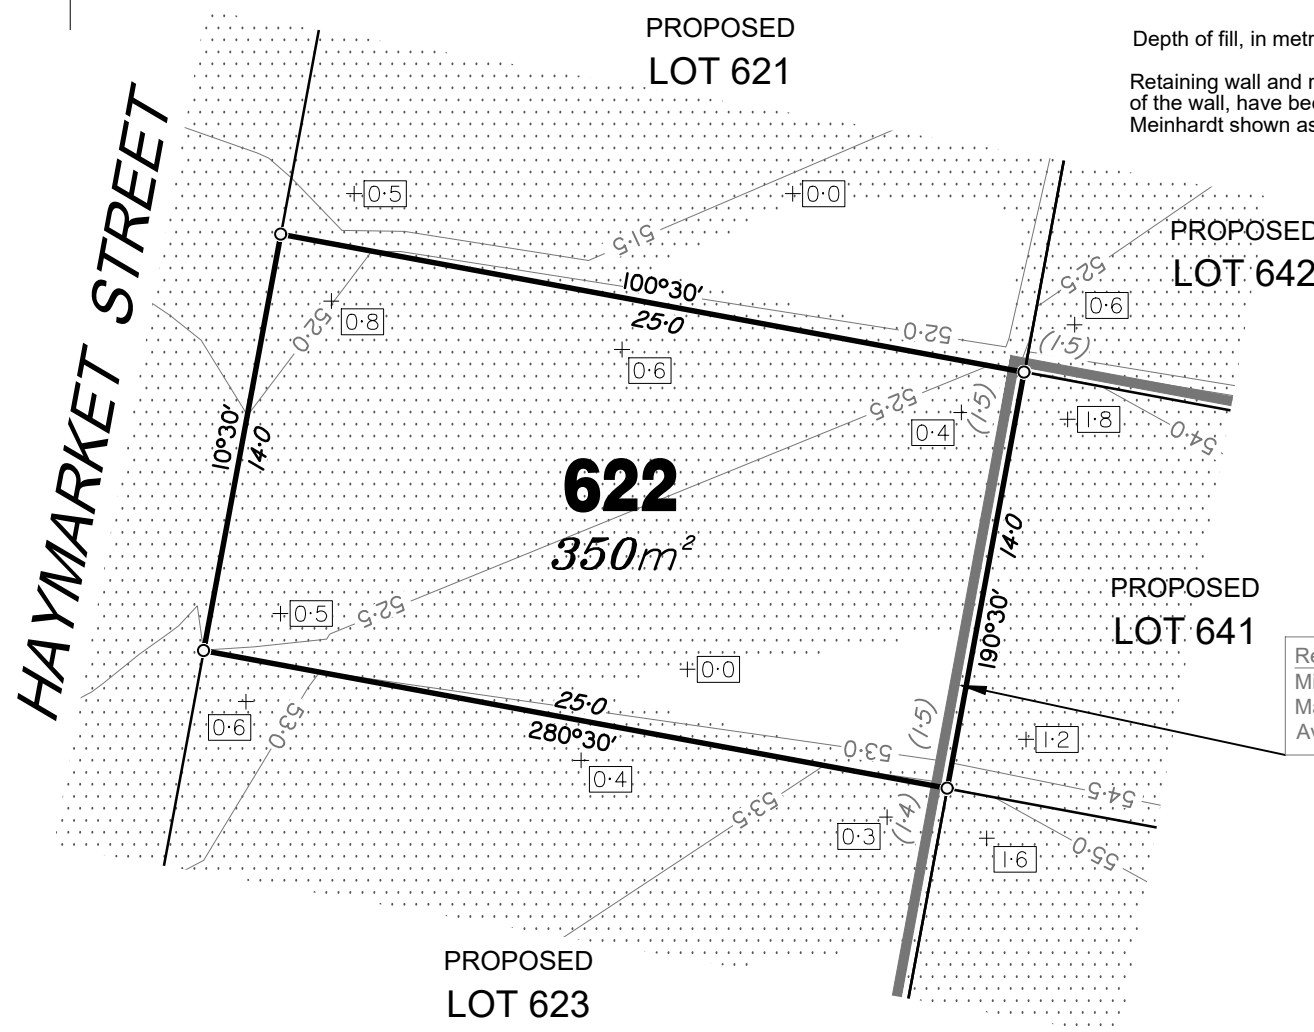 PROPOSED
LOT 621
Depth of fill, in metr
Retaining wall and r
of the wall, have bee
Meinhardt shown as
HAYMARKET STREET
0·5
0·0
51·5
PROPOSED
LOT 642
52·5
0·6
(1·5)
100°30'
25·0
52·0
0·8
52·0
0·6
52·5
0·4
(1·5)
1·8
54·0
10°30'
14·0
622
350m²
14·0
190°30'
PROPOSED
LOT 641
0·5
52·5
0·0
Re
Mi
Ma
Av
25·0
280°30'
(1·5)
1·2
0·6
53·0
53·0
0·4
53·5
54·5
0·3
(1·4)
1·6
55·0
PROPOSED
LOT 623